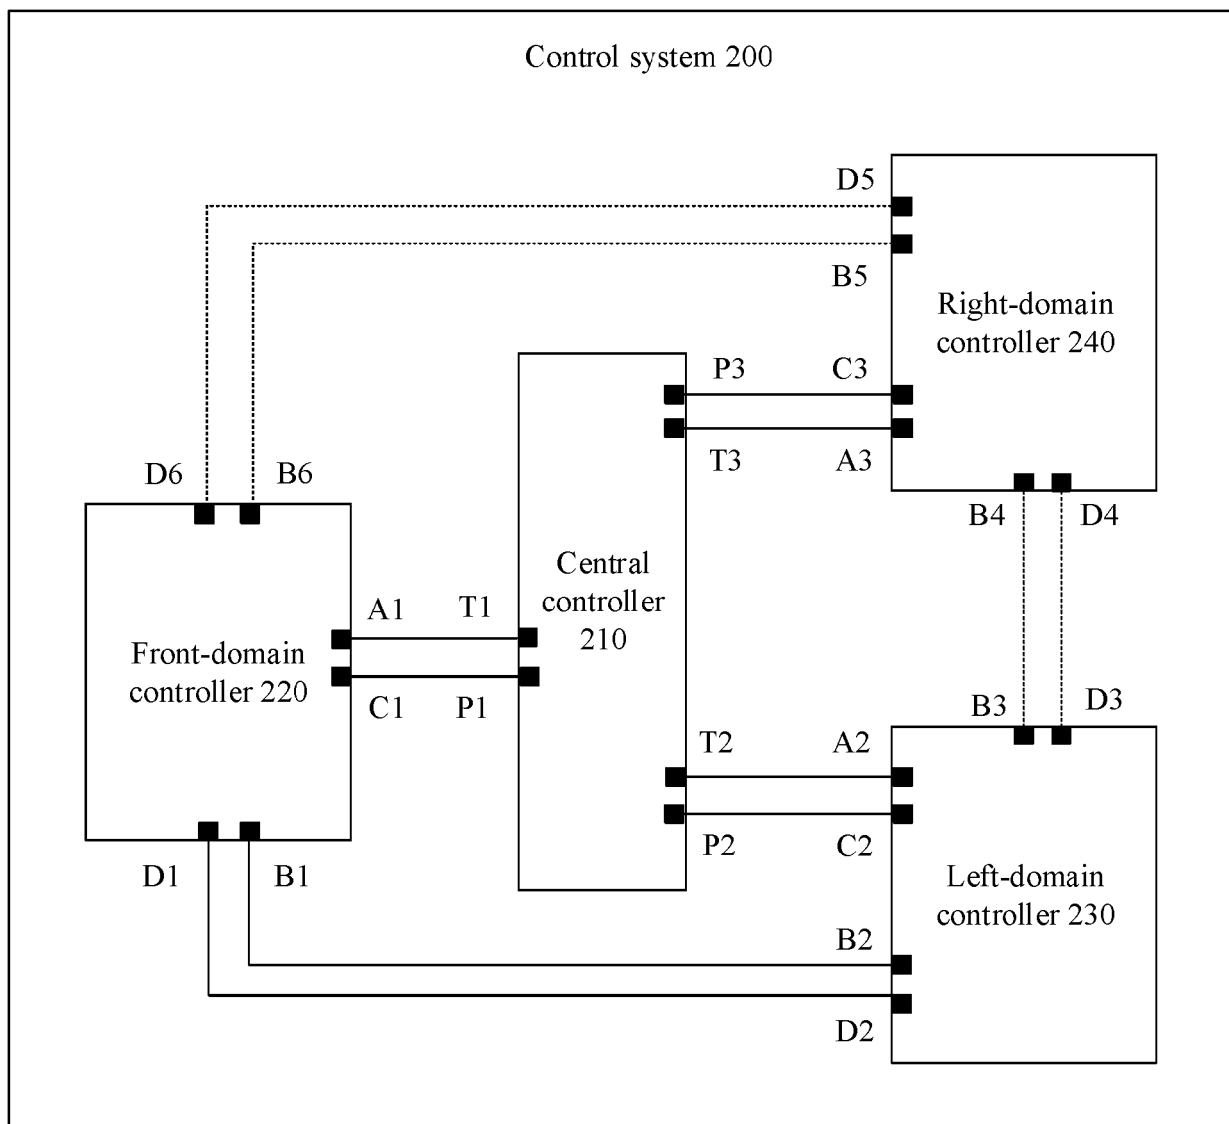 Control system 200
D5
B5
Right-domain
controller 240
P3
C3
T3
A3
D6
B6
B4
D4
Central
controller
210
A1
T1
Front-domain
controller 220
C1
P1
B3
D3
T2
A2
P2
C2
D1
B1
Left-domain
controller 230
B2
D2